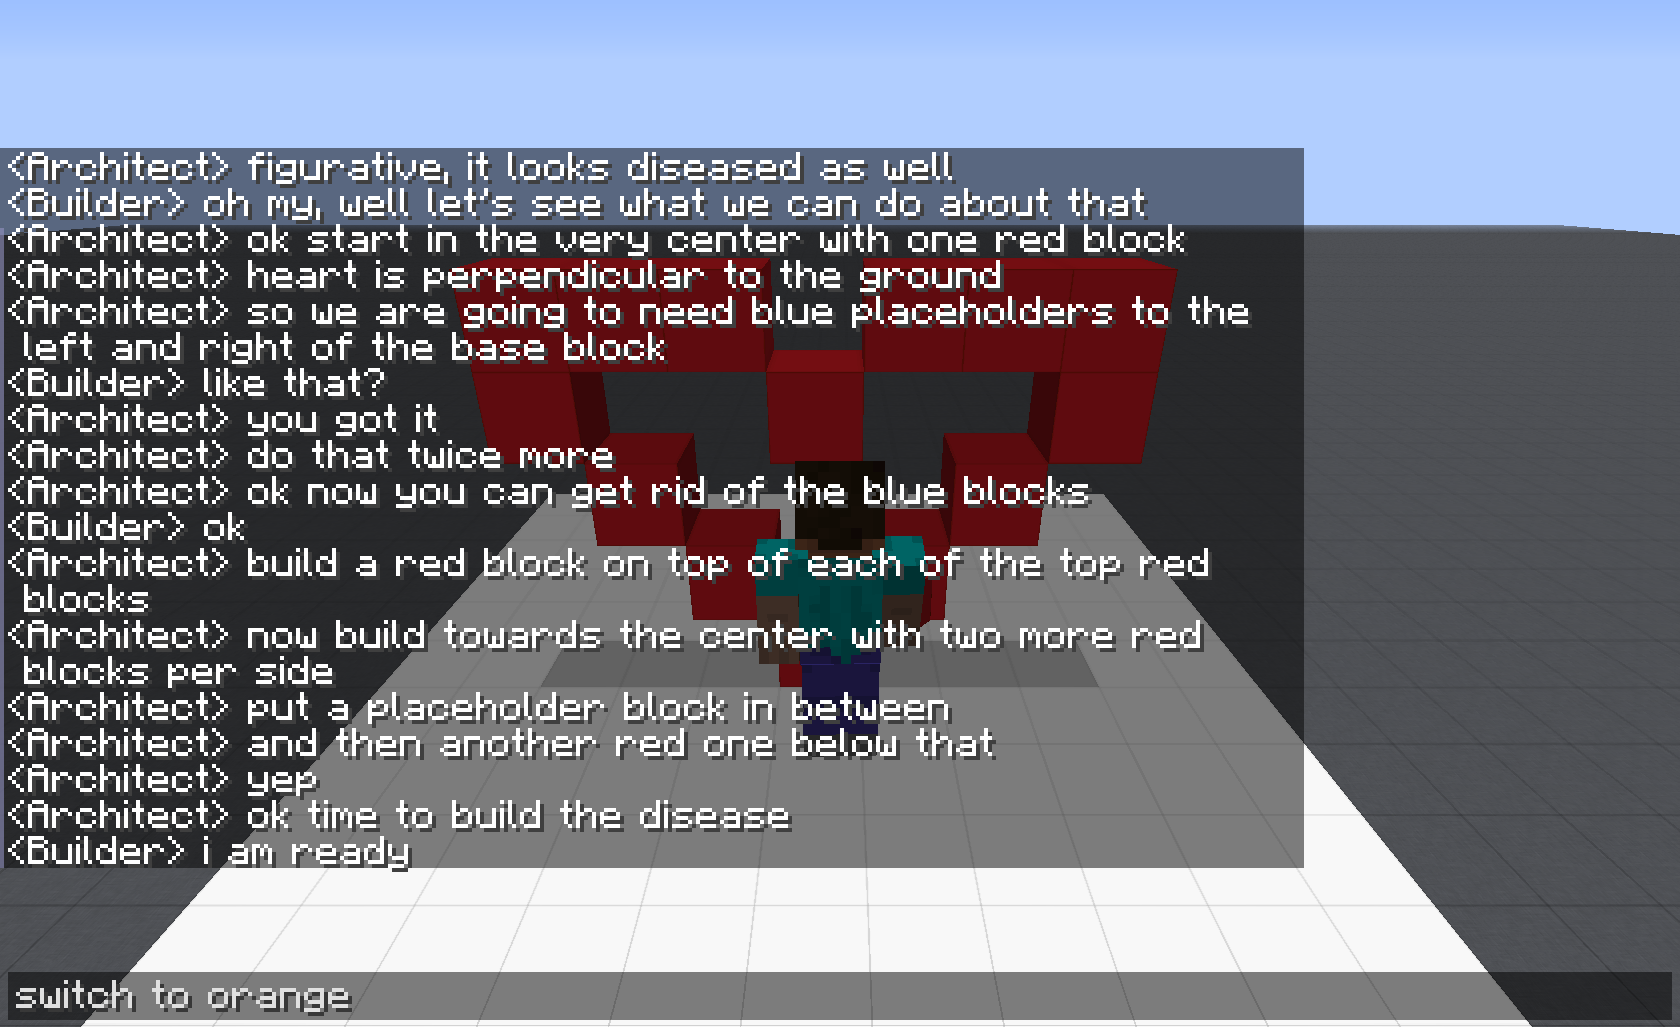 <Architect> figurative, it looks diseased as well
<Builder> oh my, well let's see what we can do about that
<Architect> ok start in the very center with one red block
<Architect> heart is perpendicular to the ground
<Architect> so we are going to need blue placeholders to the
left and right of the base block
<Builder> like that?
<Architect> you got it
<Architect> do that twice more
<Architect> ok now you can get rid of the blue blocks
<Builder> ok
<Architect> build a red block on top of each of the top red
blocks
<Architect> now build towards the center with two more red
blocks per side
<Architect> put a placeholder block in between
<Architect> and then another red one below that
<Architect> yep
<Architect> ok time to build the disease
<Builder> i am ready
switch to orange